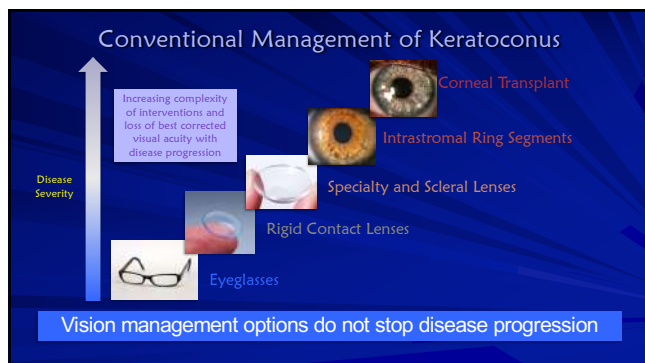 Conventional Management of Keratoconus
Corneal Transplant
Increasing complexity
of interventions and
loss of best corrected
visual acuity with
disease progression
Intrastromal Ring Segments
Disease
Severity
Specialty and Scleral Lenses
Rigid Contact Lenses
Eyeglasses
Vision management options do not stop disease progression